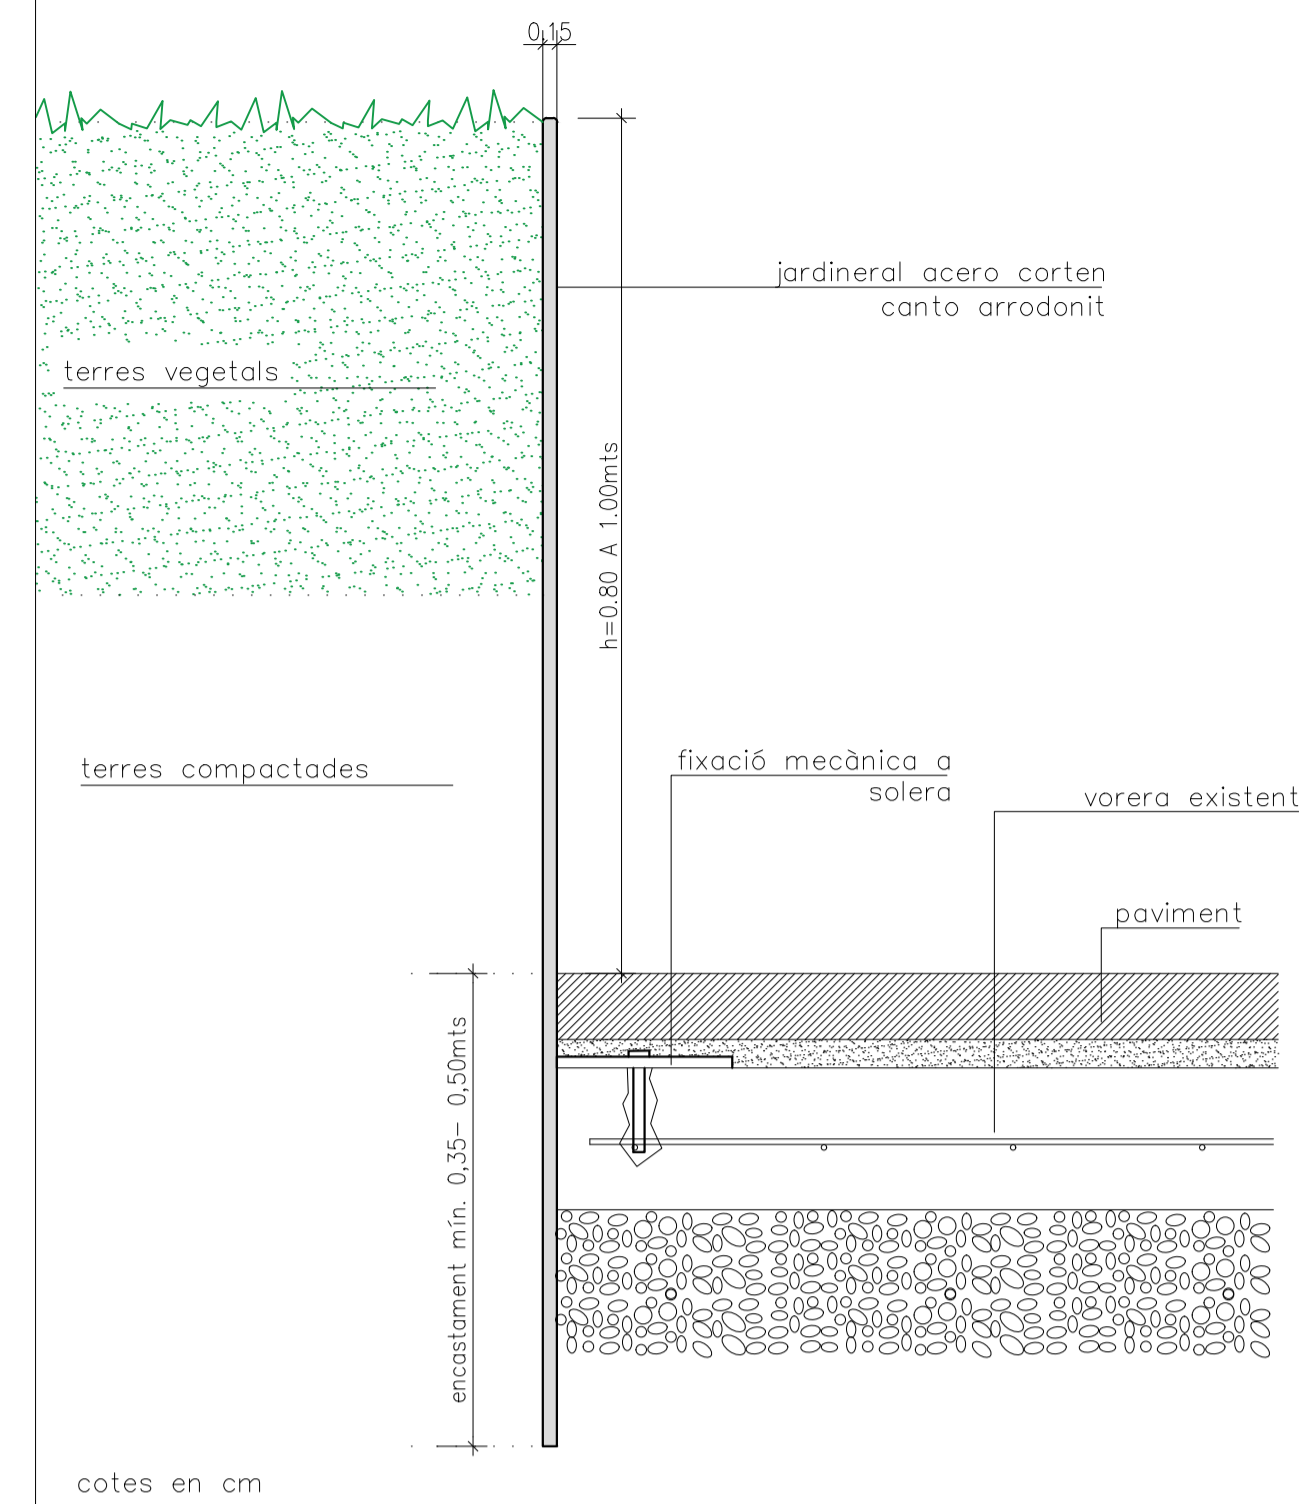 0,15
jardineral acero corten
canto arrodonit
terres vegetals
h=0.80 A 1.00mts
fixació mecànica a
solera
terres compactades
vorera existent
paviment
encastament mín. 0,35– 0,50mts
cotes en cm